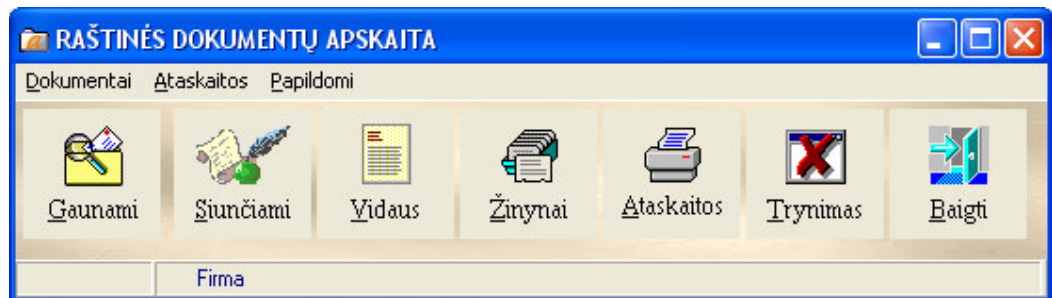 RAŠTINĖS DOKUMENTŲ APSKAITA
Dokumentai Ataskaitos Papildomi
Gaunami Siunčiami Vidaus Žinynai Ataskaitos Trynimas Baigti
Firma